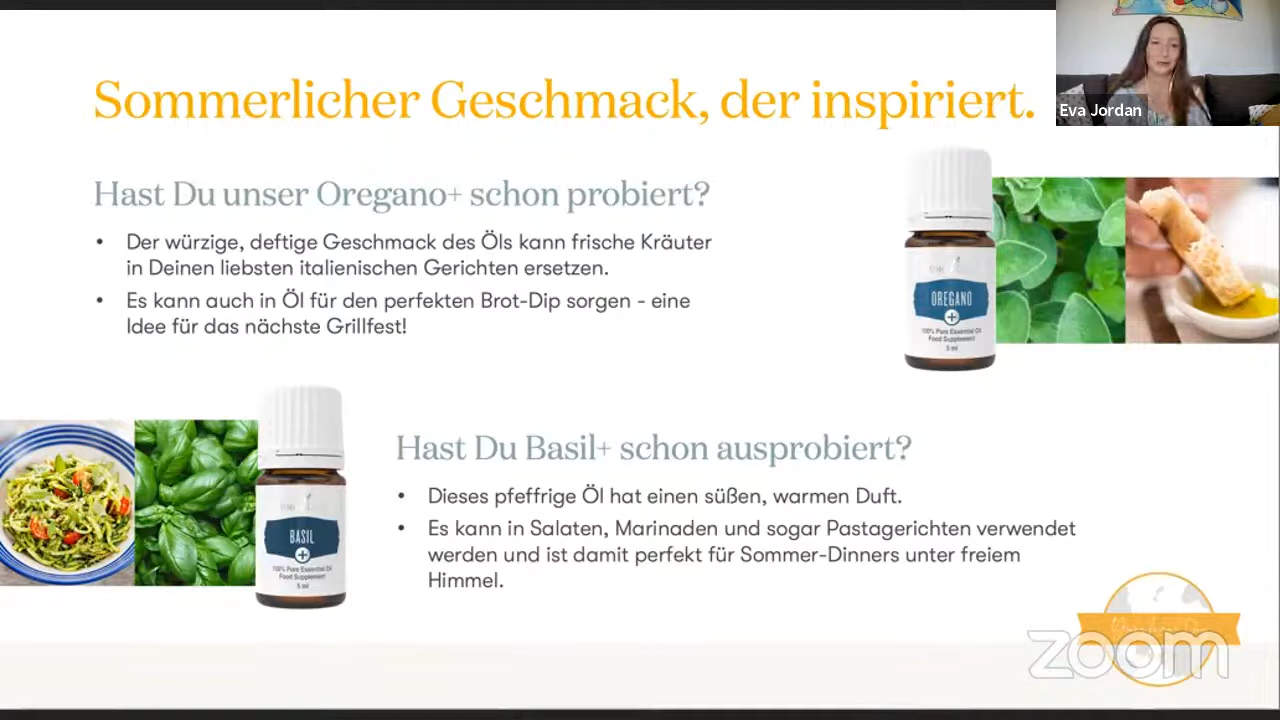 Sommerlicher Geschmack, der inspiriert.
Eva Jordan
Hast Du unser Oregano+ schon probiert?
• Der würzige, deftige Geschmack des Öls kann frische Kräuter
in Deinen liebsten italienischen Gerichten ersetzen.
• Es kann auch in Öl für den perfekten Brot-Dip sorgen - eine
Idee für das nächste Grillfest!
OREGANO
+
100% Pure Essential Oil
Food Supplement
5 ml
Hast Du Basil+ schon ausprobiert?
• Dieses pfeffrige Öl hat einen süßen, warmen Duft.
• Es kann in Salaten, Marinaden und sogar Pastagerichten verwendet
werden und ist damit perfekt für Sommer-Dinners unter freiem
Himmel.
BASIL
+
100% Pure Essential Oil
Food Supplement
5 ml
zoom